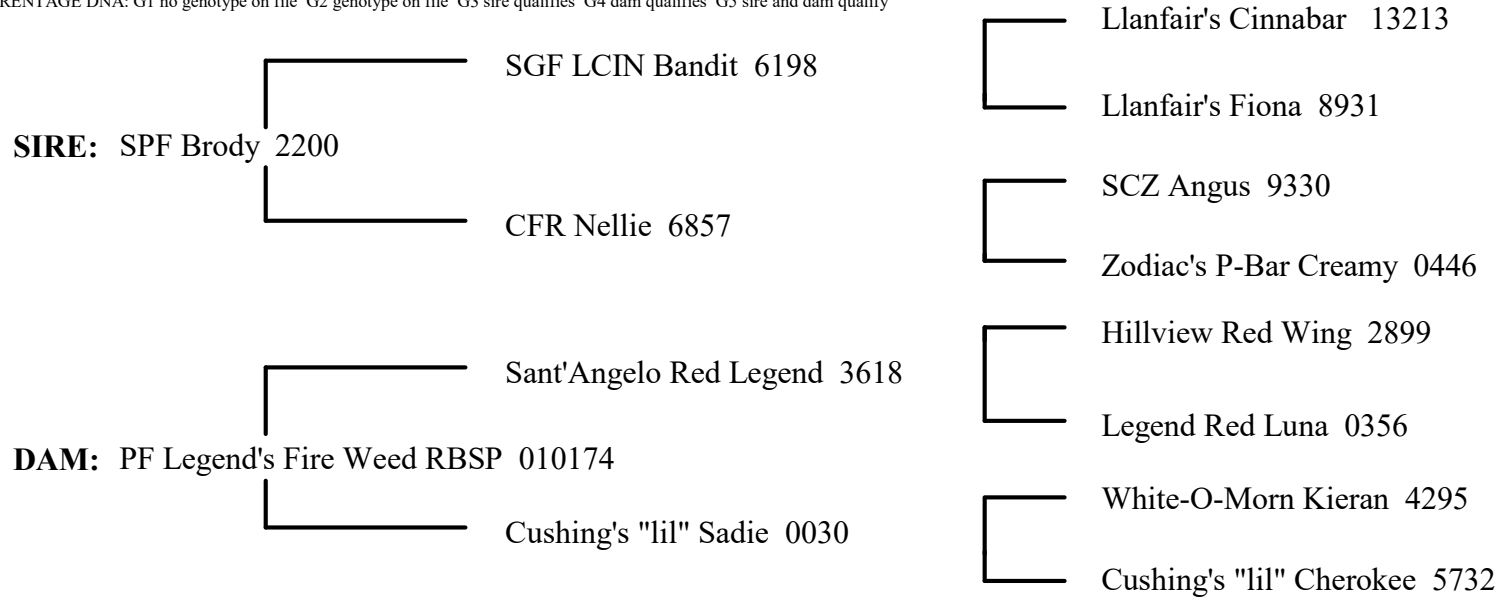 RENTAGE DNA: G1 no genotype on file G2 genotype on file G3 sire qualifies G4 dam qualifies G5 sire and dam qualify
Llanfair's Cinnabar 13213
SGF LCIN Bandit 6198
Llanfair's Fiona 8931
SIRE: SPF Brody 2200
SCZ Angus 9330
CFR Nellie 6857
Zodiac's P-Bar Creamy 0446
Hillview Red Wing 2899
Sant'Angelo Red Legend 3618
Legend Red Luna 0356
DAM: PF Legend's Fire Weed RBSP 010174
White-O-Morn Kieran 4295
Cushing's "lil" Sadie 0030
Cushing's "lil" Cherokee 5732